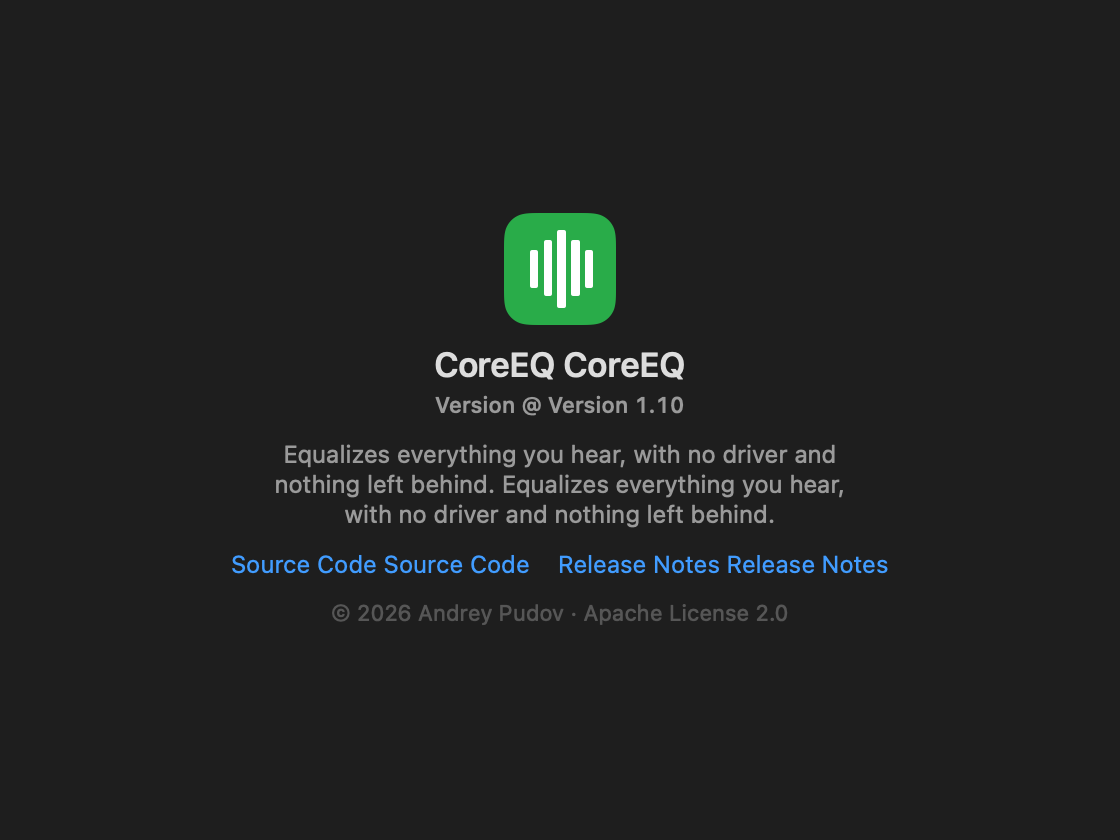 CoreEQ CoreEQ
Version @ Version 1.10
Equalizes everything you hear, with no driver and
nothing left behind. Equalizes everything you hear,
with no driver and nothing left behind.
Source Code Source Code Release Notes Release Notes
© 2026 Andrey Pudov · Apache License 2.0